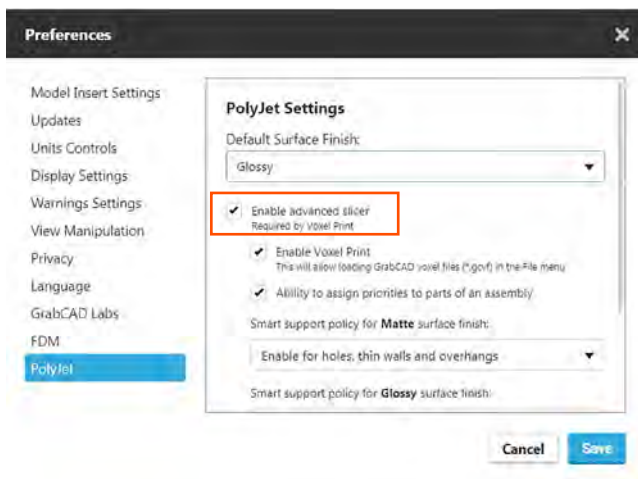 Preferences
Model Insert Settings
Updates
Units Controls
Display Settings
Warnings Settings
View Manipulation
Privacy
Language
GrabCAD Labs
FDM
PolyJet
PolyJet Settings
Default Surface Finish:
Glossy
Enable advanced slicer
Required by Voxel Print
Enable Voxel Print
This will allow loading GrabCAD voxel files (*.gcvf) in the File menu
Ability to assign priorities to parts of an assembly
Smart support policy for Matte surface finish:
Enable for holes, thin walls and overhangs
Smart support policy for Glossy surface finish:
Cancel
Save